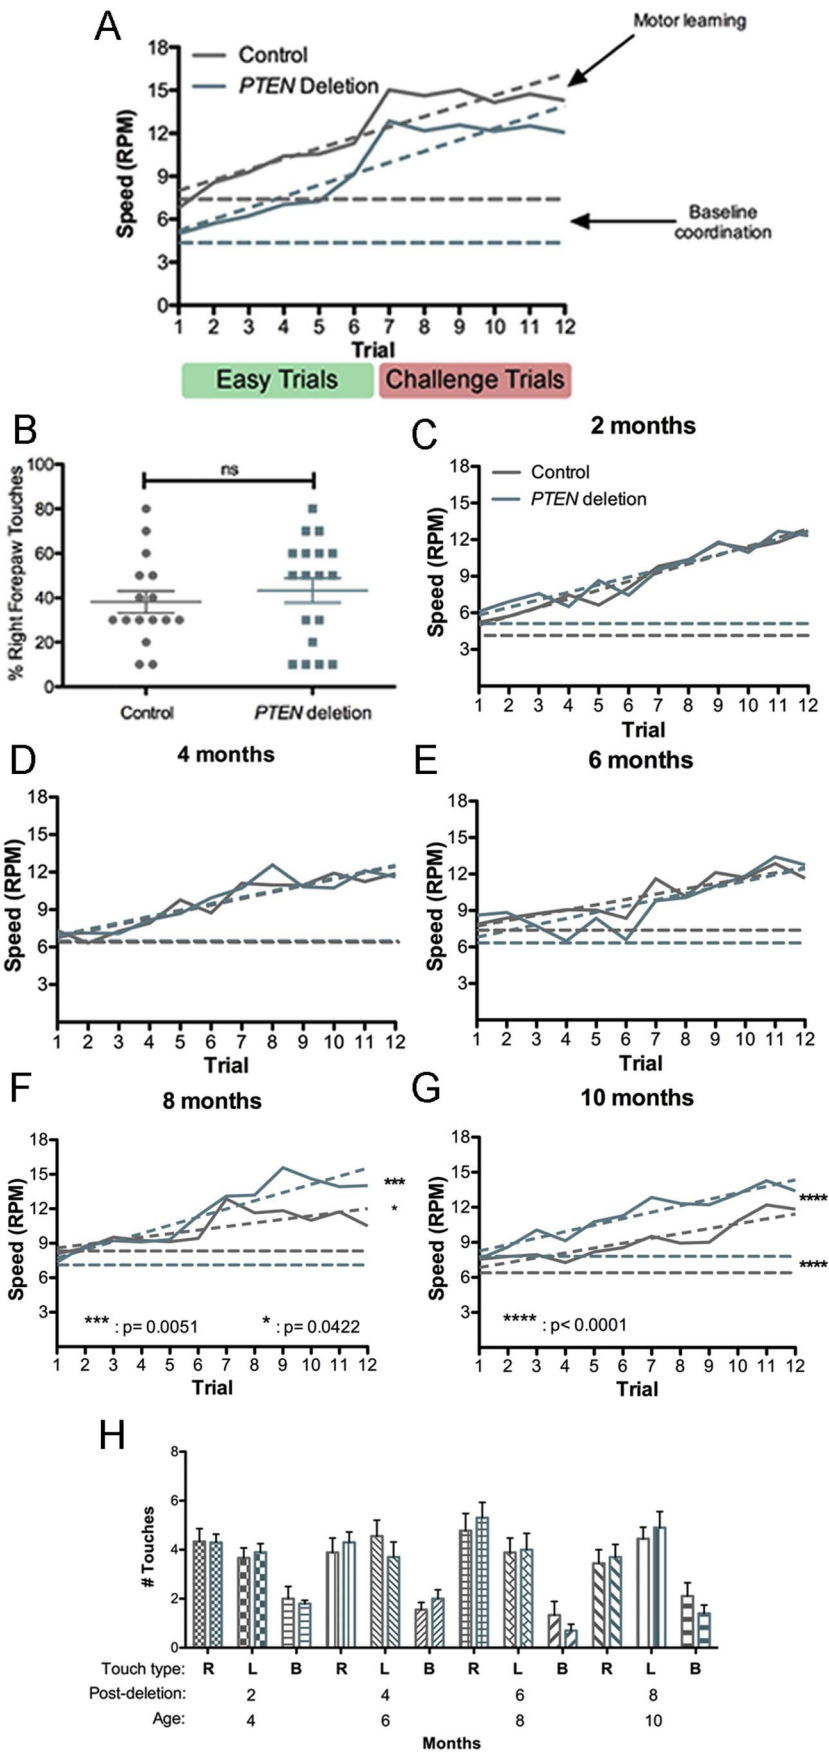 A
Motor learning
Control
PTEN Deletion
Speed (RPM)
18
15
12
9
6
3
0
Baseline
coordination
1 2 3 4 5 6 7 8 9 10 11 12
Trial
Easy Trials
Challenge Trials
B
% Right Forepaw Touches
100
80
60
40
20
0
ns
Control
PTEN deletion
C
2 months
Control
PTEN deletion
Speed (RPM)
18
15
12
9
6
3
1 2 3 4 5 6 7 8 9 10 11 12
Trial
D
4 months
Speed (RPM)
18
15
12
9
6
3
1 2 3 4 5 6 7 8 9 10 11 12
Trial
E
6 months
Speed (RPM)
18
15
12
9
6
3
1 2 3 4 5 6 7 8 9 10 11 12
Trial
F
8 months
Speed (RPM)
18
15
12
9
6
3
***
*
*** : p= 0.0051
* : p= 0.0422
1 2 3 4 5 6 7 8 9 10 11 12
Trial
G
10 months
Speed (RPM)
18
15
12
9
6
3
****
****
**** : p< 0.0001
1 2 3 4 5 6 7 8 9 10 11 12
Trial
H
# Touches
8
6
4
2
0
Touch type: R L B R L B R L B R L B
Post-deletion: 2 4 6 8
Age: 4 6 8 10
Months